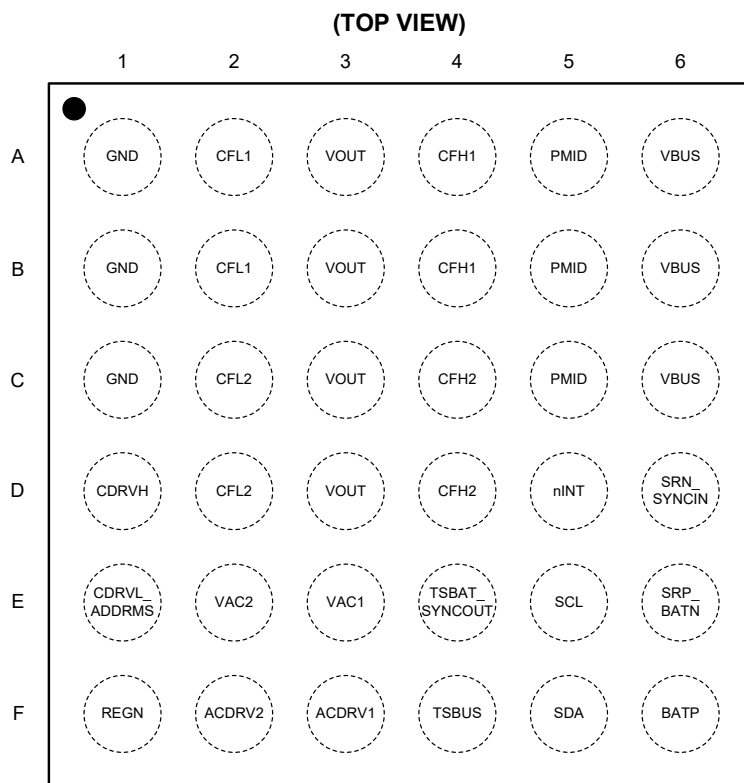 (TOP VIEW)
1 2 3 4 5 6
A GND CFL1 VOUT CFH1 PMID VBUS
B GND CFL1 VOUT CFH1 PMID VBUS
C GND CFL2 VOUT CFH2 PMID VBUS
D CDRVH CFL2 VOUT CFH2 nINT SRN_
SYNCIN
E CDRVL_
ADDRMS VAC2 VAC1 TSBAT_
SYNCOUT SCL SRP_
BATN
F REGN ACDRV2 ACDRV1 TSBUS SDA BATP